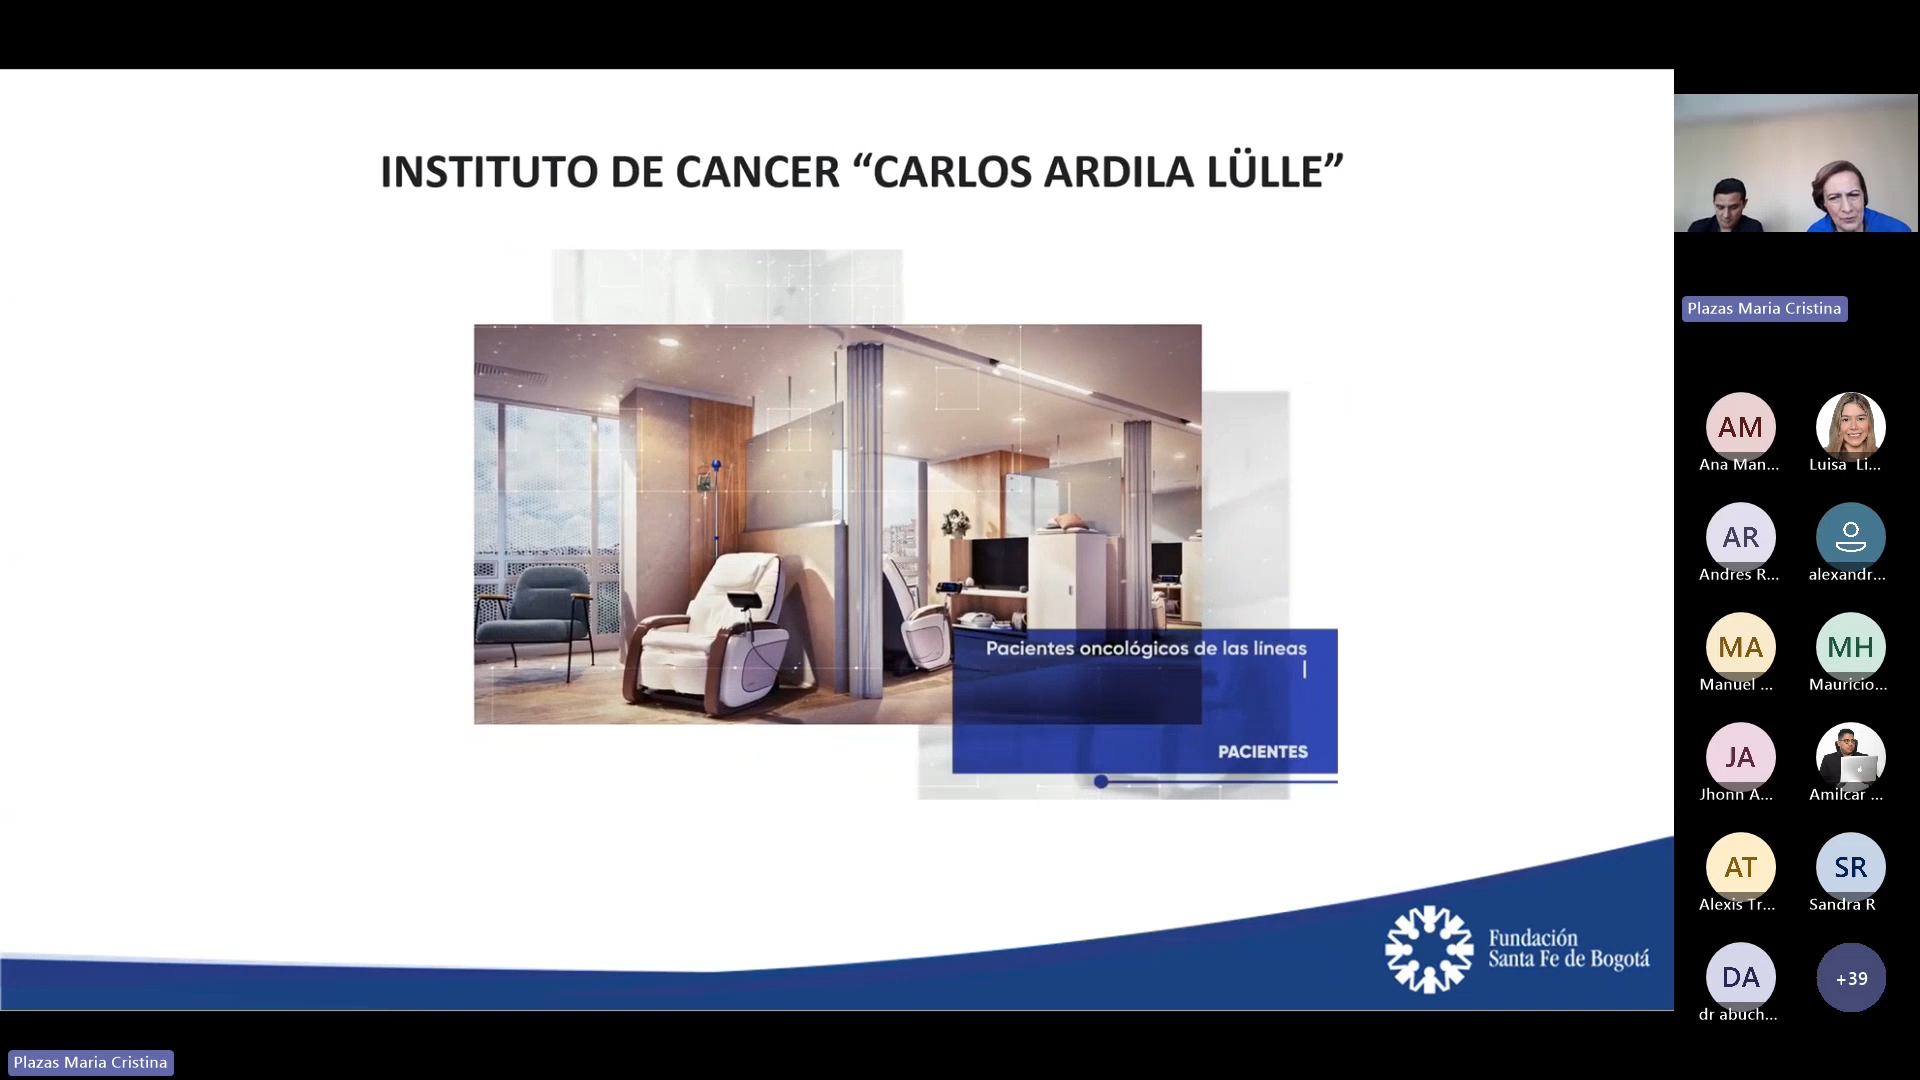 INSTITUTO DE CANCER “CARLOS ARDILA LÜLLE”
Pacientes oncológicos de las líneas
PACIENTES
Fundación
Santa Fe de Bogotá
Plazas Maria Cristina
Plazas Maria Cristina
AM
Ana Man...
Luisa Li...
AR
Andres R...
alexandr...
MA
Manuel ...
MH
Mauricio...
JA
Jhonn A...
Amilcar ...
AT
Alexis Tr...
SR
Sandra R
DA
dr abuch...
+39